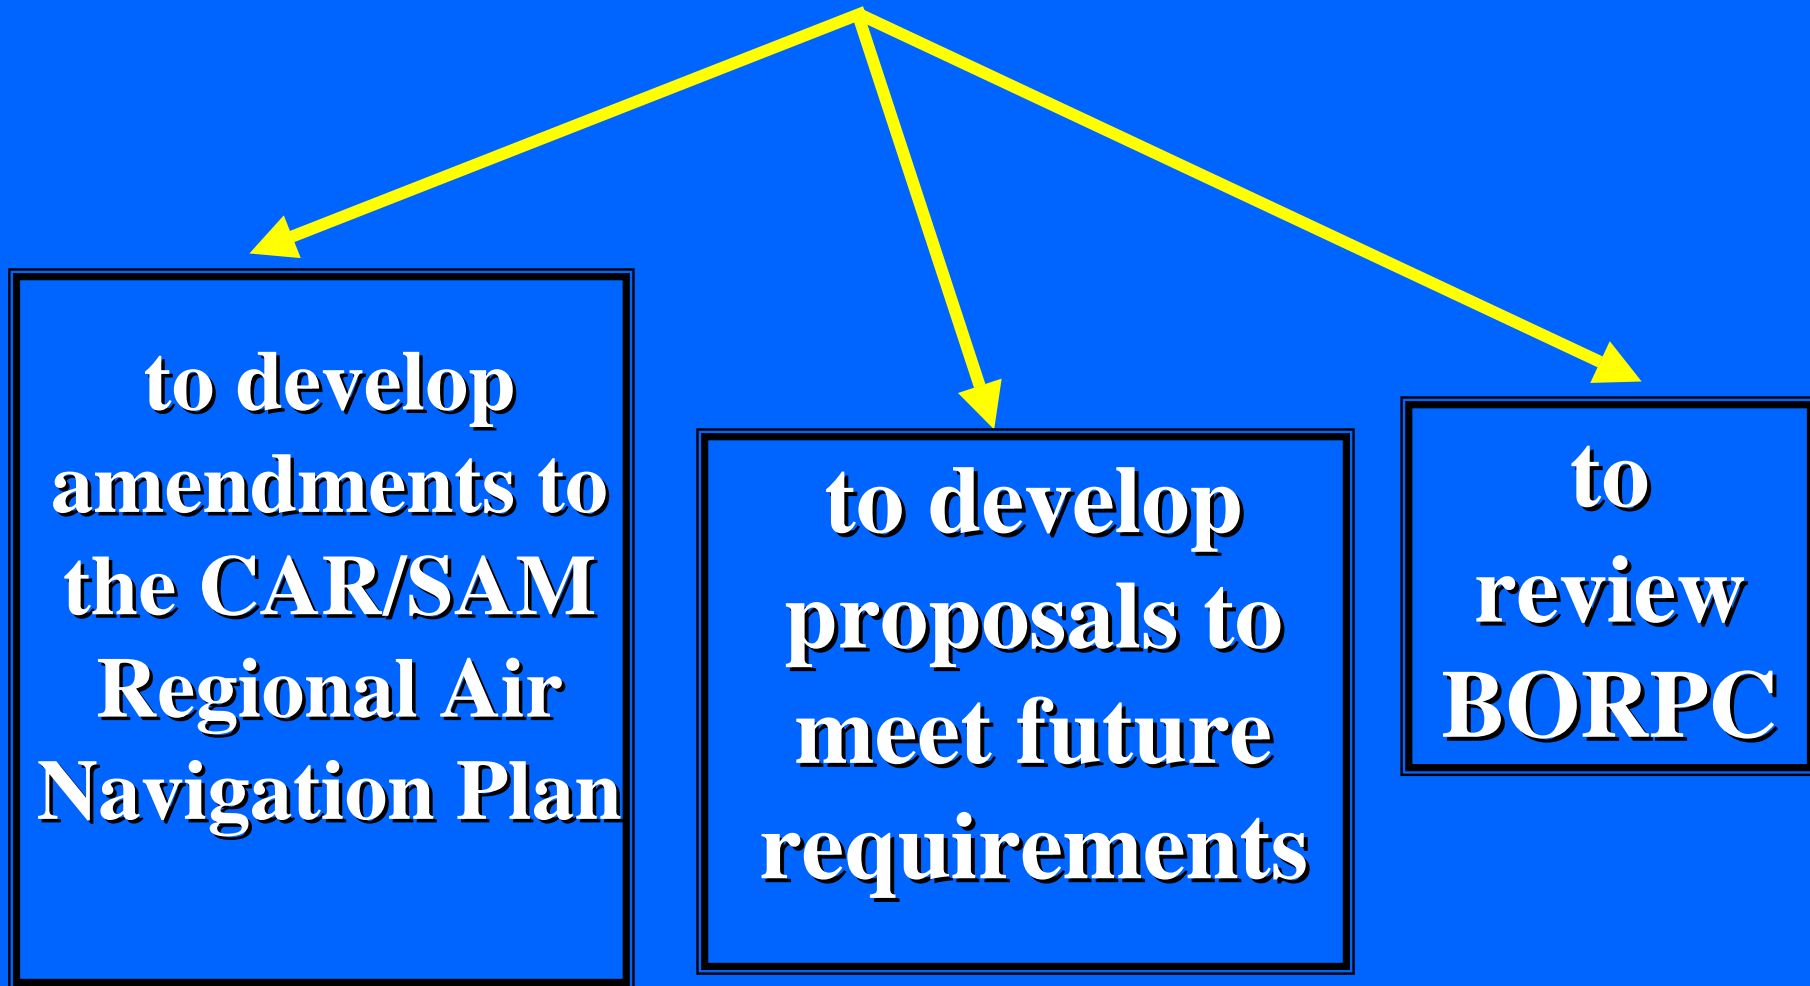 to develop
amendments to
the CAR/SAM
Regional Air
Navigation Plan
to develop
proposals to
meet future
requirements
to
review
BORPC